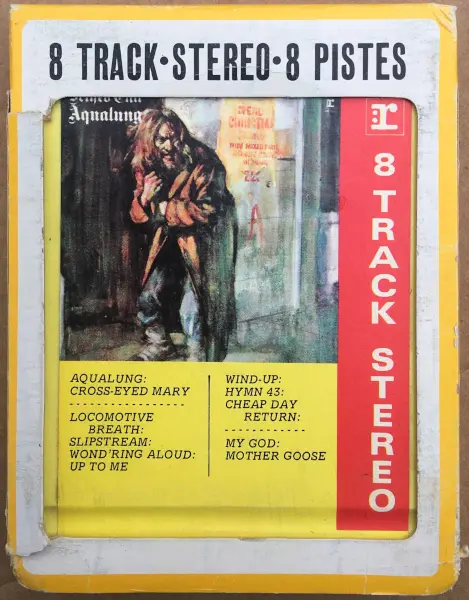 8 TRACK•STEREO•8 PISTES
Jethro Tull
Aqualung
r
8 TRACK STEREO
AQUALUNG:
CROSS-EYED MARY
- - - - - - - - - - - - - - - -
LOCOMOTIVE
BREATH:
SLIPSTREAM:
WOND'RING ALOUD:
UP TO ME
WIND-UP:
HYMN 43:
CHEAP DAY
RETURN:
- - - - - - - - - - - -
MY GOD:
MOTHER GOOSE